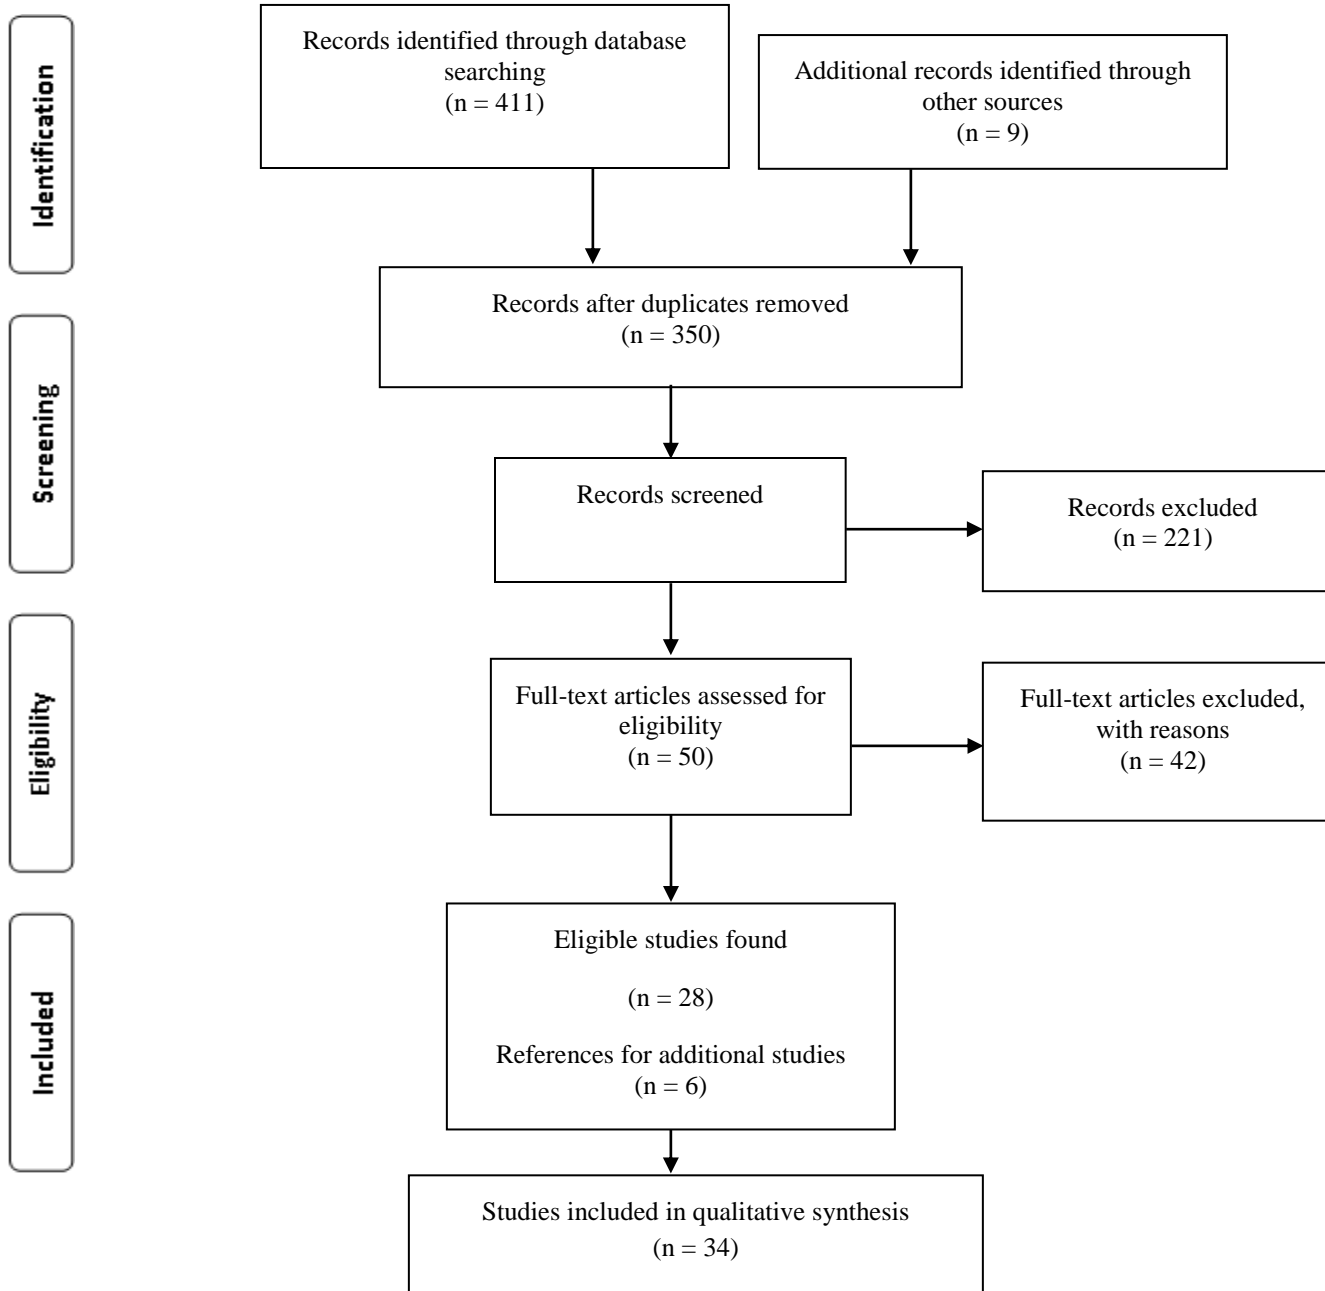 Identification
Records identified through database
searching
(n = 411)
Additional records identified through
other sources
(n = 9)
Records after duplicates removed
(n = 350)
Screening
Records screened
Records excluded
(n = 221)
Eligibility
Full-text articles assessed for
eligibility
(n = 50)
Full-text articles excluded,
with reasons
(n = 42)
Included
Eligible studies found
(n = 28)
References for additional studies
(n = 6)
Studies included in qualitative synthesis
(n = 34)